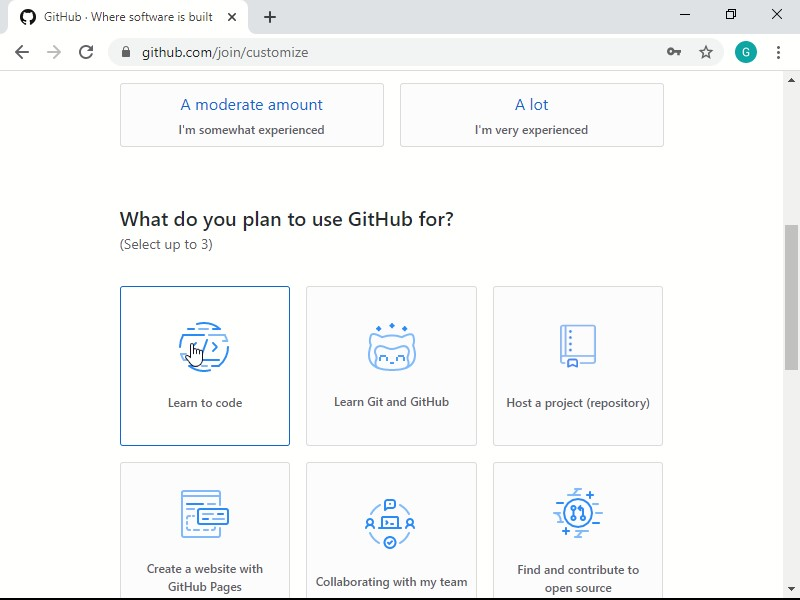 GitHub · Where software is built
github.com/join/customize
G
A moderate amount
I'm somewhat experienced
A lot
I'm very experienced
What do you plan to use GitHub for?
(Select up to 3)
Learn to code
Learn Git and GitHub
Host a project (repository)
Create a website with
GitHub Pages
Collaborating with my team
Find and contribute to
open source